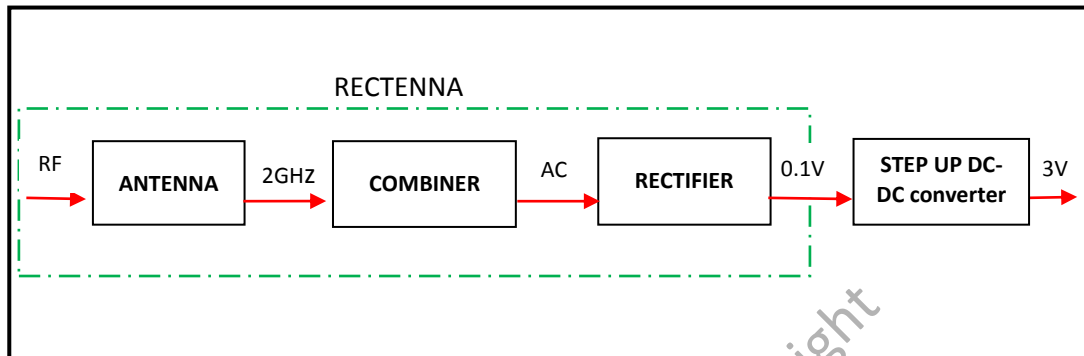 RECTENNA
RF
ANTENNA
2GHz
COMBINER
AC
RECTIFIER
0.1V
STEP UP DC-
DC converter
3V